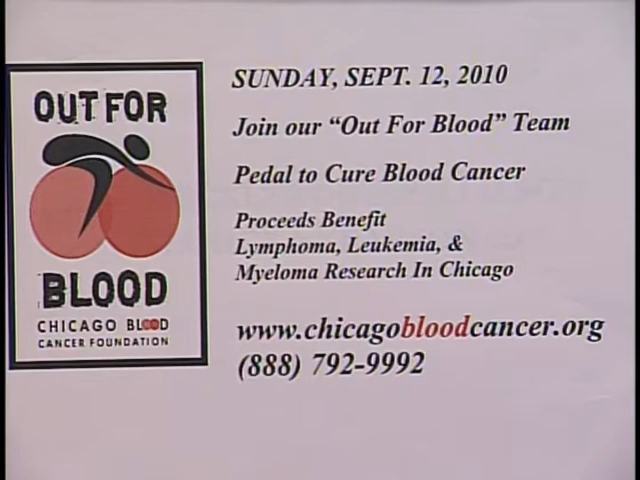 OUT FOR
BLOOD
CHICAGO BLOOD
CANCER FOUNDATION
SUNDAY, SEPT. 12, 2010
Join our “Out For Blood” Team
Pedal to Cure Blood Cancer
Proceeds Benefit
Lymphoma, Leukemia, &
Myeloma Research In Chicago
www.chicagobloodcancer.org
(888) 792-9992